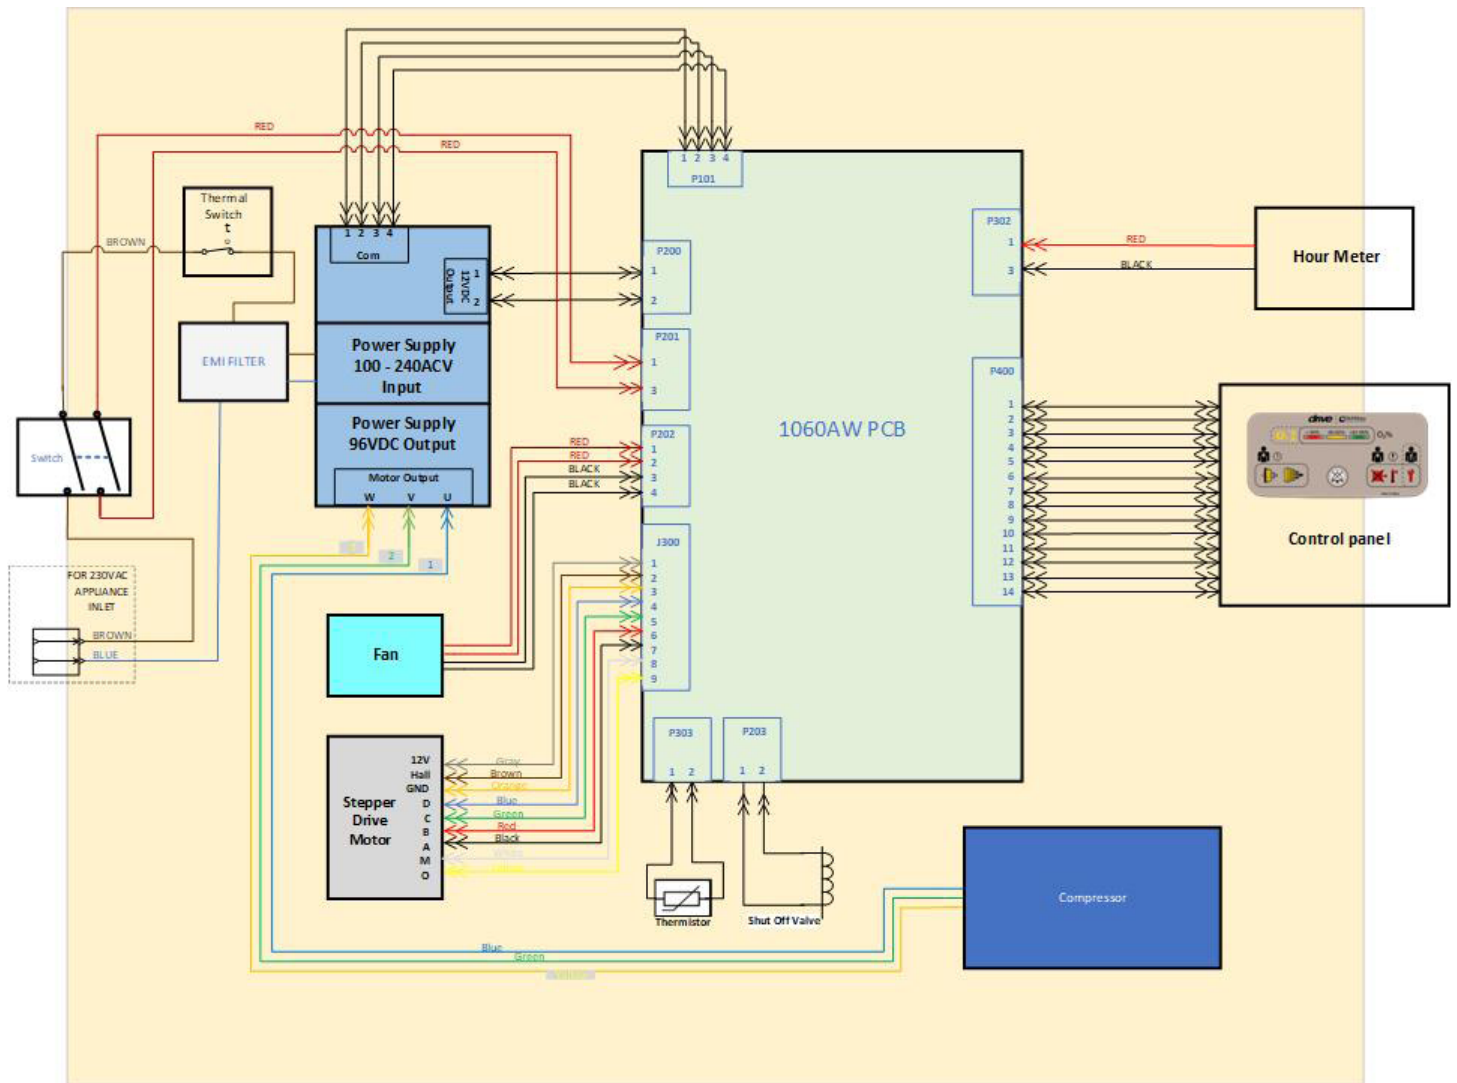 RED
RED
Thermal
Switch
t
BROWN
1 2 3 4
Com
12VDC
Output
1
2
EMI FILTER
Power Supply
100 - 240ACV
Input
Power Supply
96VDC Output
Motor Output
W V U
2
1
Switch
FOR 230VAC
APPLIANCE
INLET
BROWN
BLUE
Fan
RED
RED
BLACK
BLACK
Stepper
Drive
Motor
12V
Hall
GND
D
C
B
A
M
O
Gray
Brown
Orange
Blue
Green
Red
Black
White
1 2 3 4
P101
P200
1
2
P201
1
3
P202
1
2
3
4
J300
1
2
3
4
5
6
7
8
9
1060AW PCB
P303
1 2
P203
1 2
Thermistor
Shut Off Valve
P302
1
3
RED
BLACK
Hour Meter
P400
1
2
3
4
5
6
7
8
9
10
11
12
13
14
drive
O₂%
Control panel
Compressor
Blue
Green